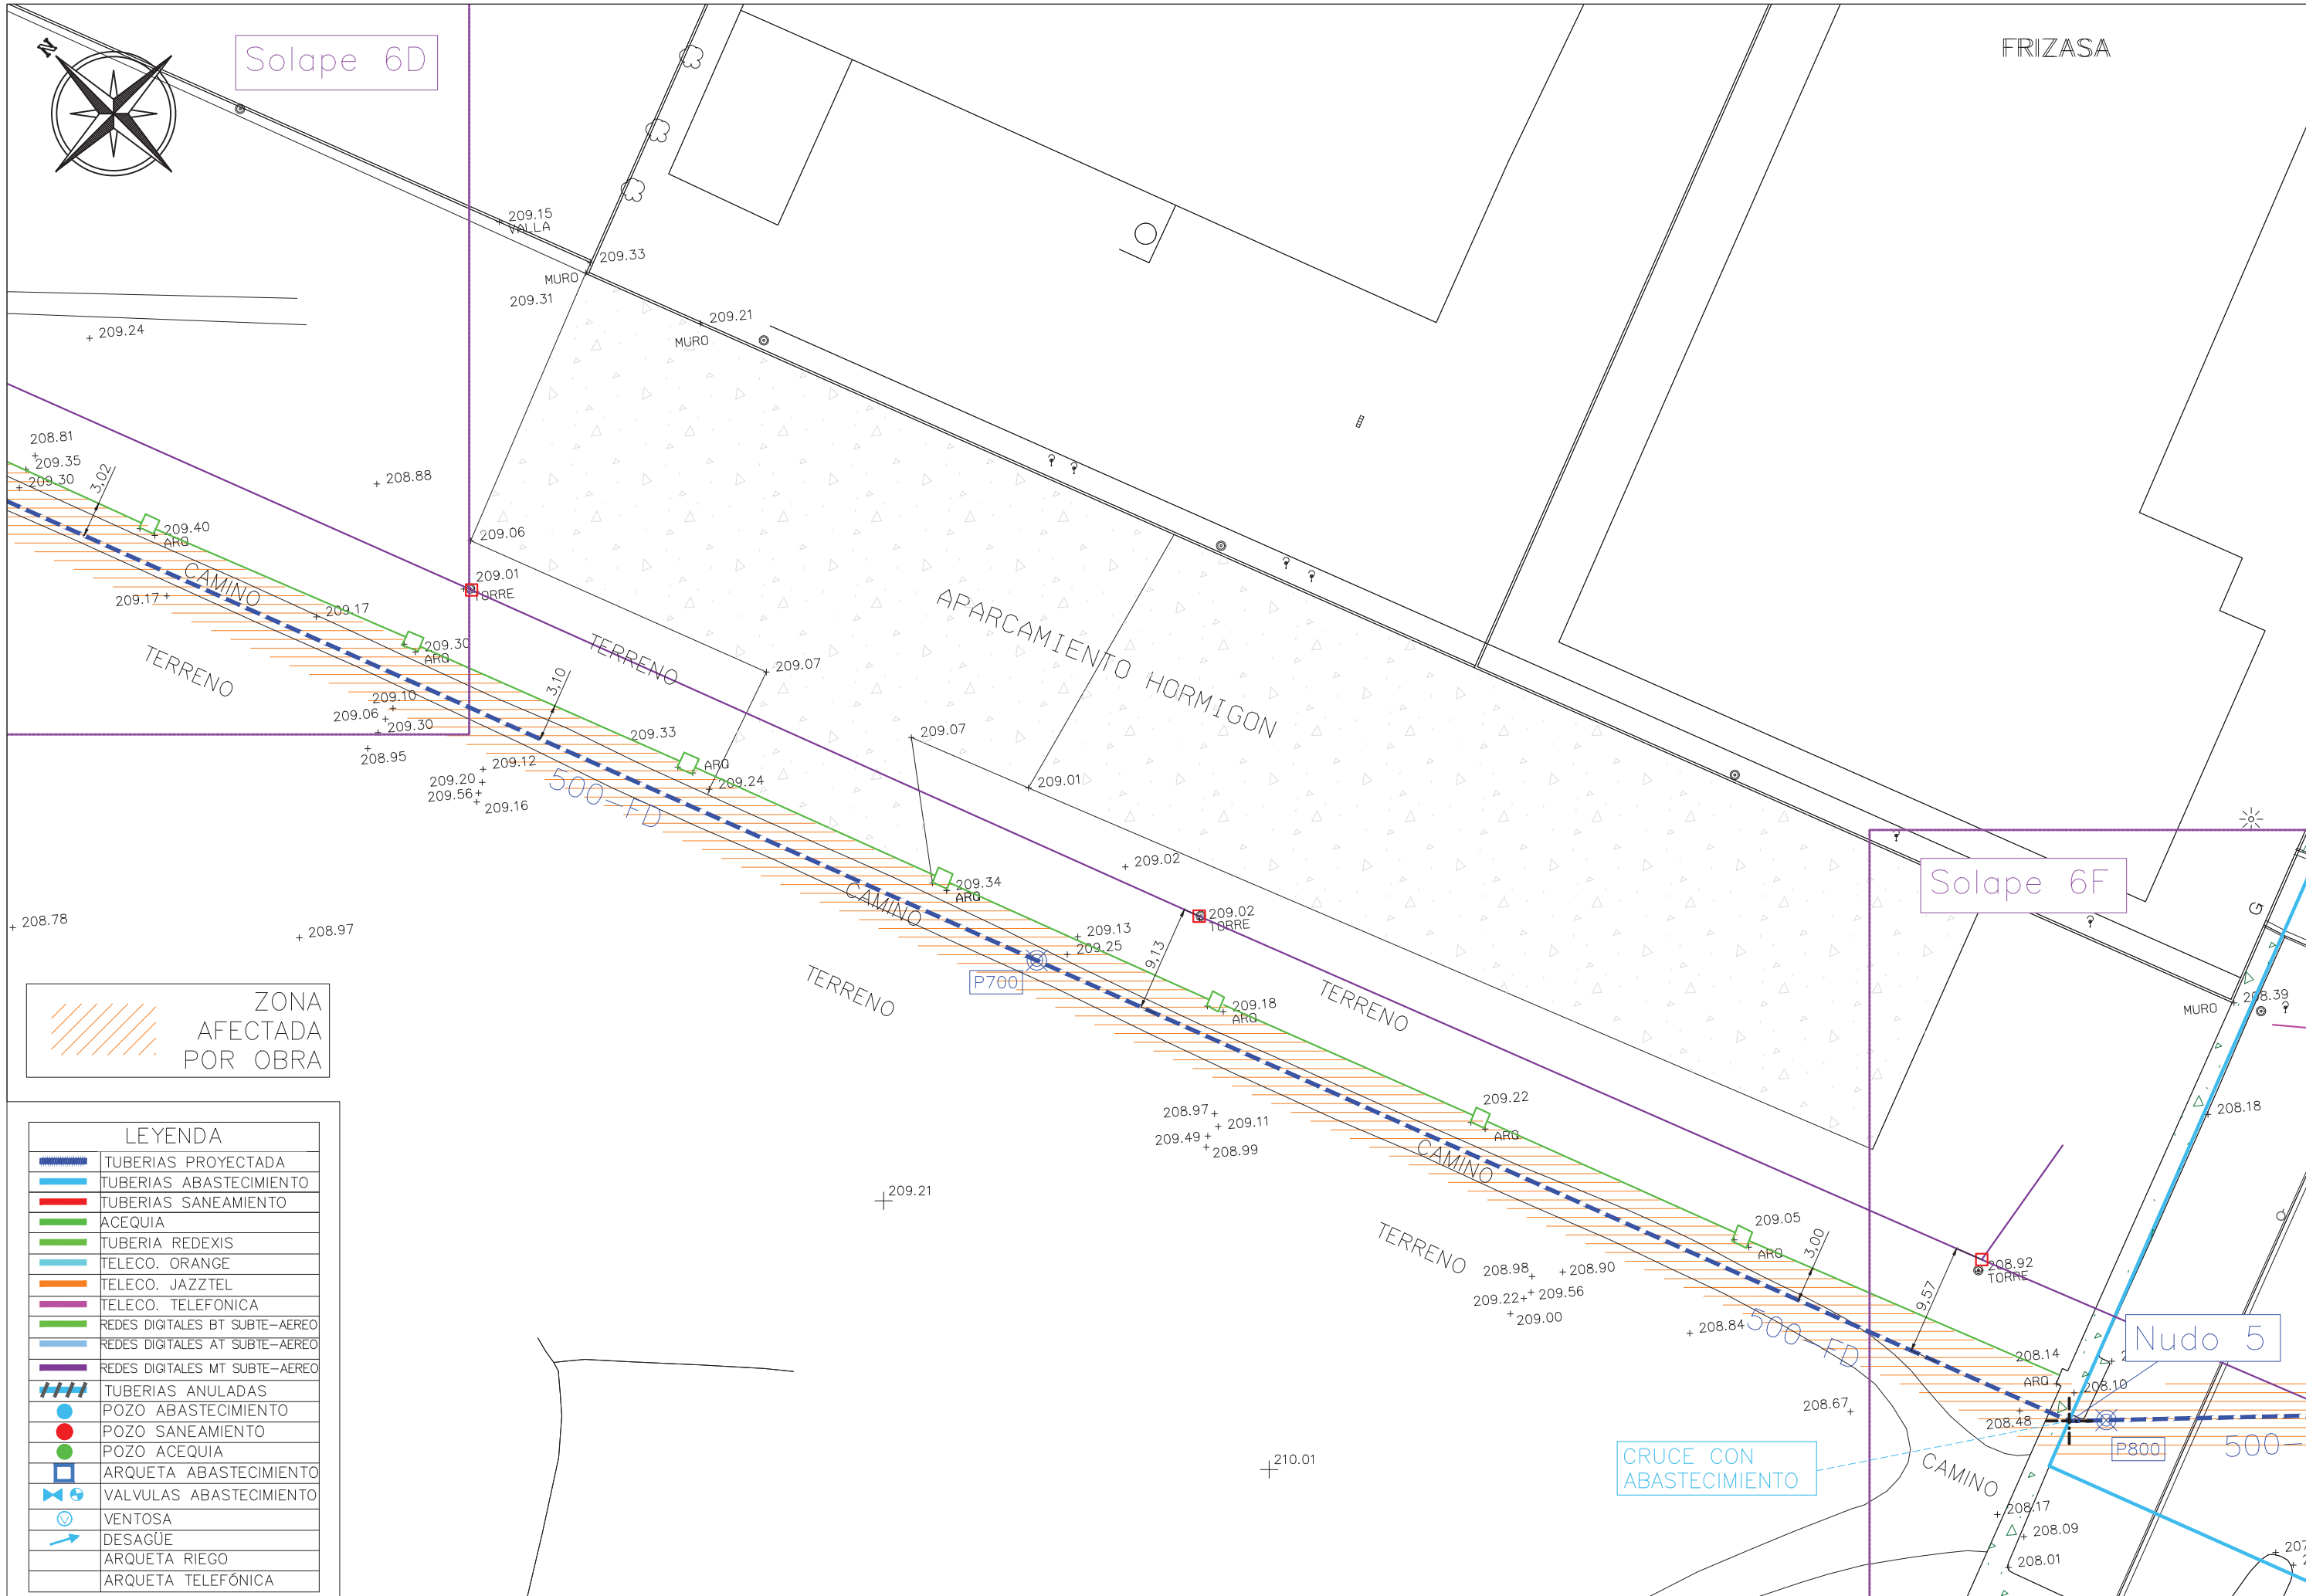 N
Solape 6D
FRIZASA
209.15
VALLA
209.33
MURO
209.31
209.21
MURO
209.24
208.81
209.35
209.30
3,02
208.88
209.40
ARQ
209.06
CAMINO
209.01
TORRE
209.17
209.17
209.30
ARQ
TERRENO
TERRENO
APARCAMIENTO HORMIGON
209.07
3,10
209.10
209.06
209.30
209.33
208.95
209.07
ARQ
209.12
209.20
209.24
209.56
209.16
500-FD
209.01
209.02
Solape 6F
209.34
ARQ
CAMINO
209.02
TORRE
G
208.78
208.97
209.13
209.25
9,13
P700
TERRENO
TERRENO
209.18
ARQ
208.39
MURO
ZONA
AFECTADA
POR OBRA
209.22
208.97
209.11
209.49
208.99
ARQ
208.18
CAMINO
209.21
209.05
ARQ
3,00
TERRENO
208.98
208.90
209.22
209.56
209.00
208.92
TORRE
9,57
208.84
500-FD
Nudo 5
208.14
ARQ
208.10
208.67
208.48
P800
500-
210.01
CRUCE CON
ABASTECIMIENTO
CAMINO
208.17
208.09
208.01
207
LEYENDA
TUBERIAS PROYECTADA
TUBERIAS ABASTECIMIENTO
TUBERIAS SANEAMIENTO
ACEQUIA
TUBERIA REDEXIS
TELECO. ORANGE
TELECO. JAZZTEL
TELECO. TELEFONICA
REDES DIGITALES BT SUBTE-AEREO
REDES DIGITALES AT SUBTE-AEREO
REDES DIGITALES MT SUBTE-AEREO
TUBERIAS ANULADAS
POZO ABASTECIMIENTO
POZO SANEAMIENTO
POZO ACEQUIA
ARQUETA ABASTECIMIENTO
VALVULAS ABASTECIMIENTO
VENTOSA
DESAGÜE
ARQUETA RIEGO
ARQUETA TELEFÓNICA